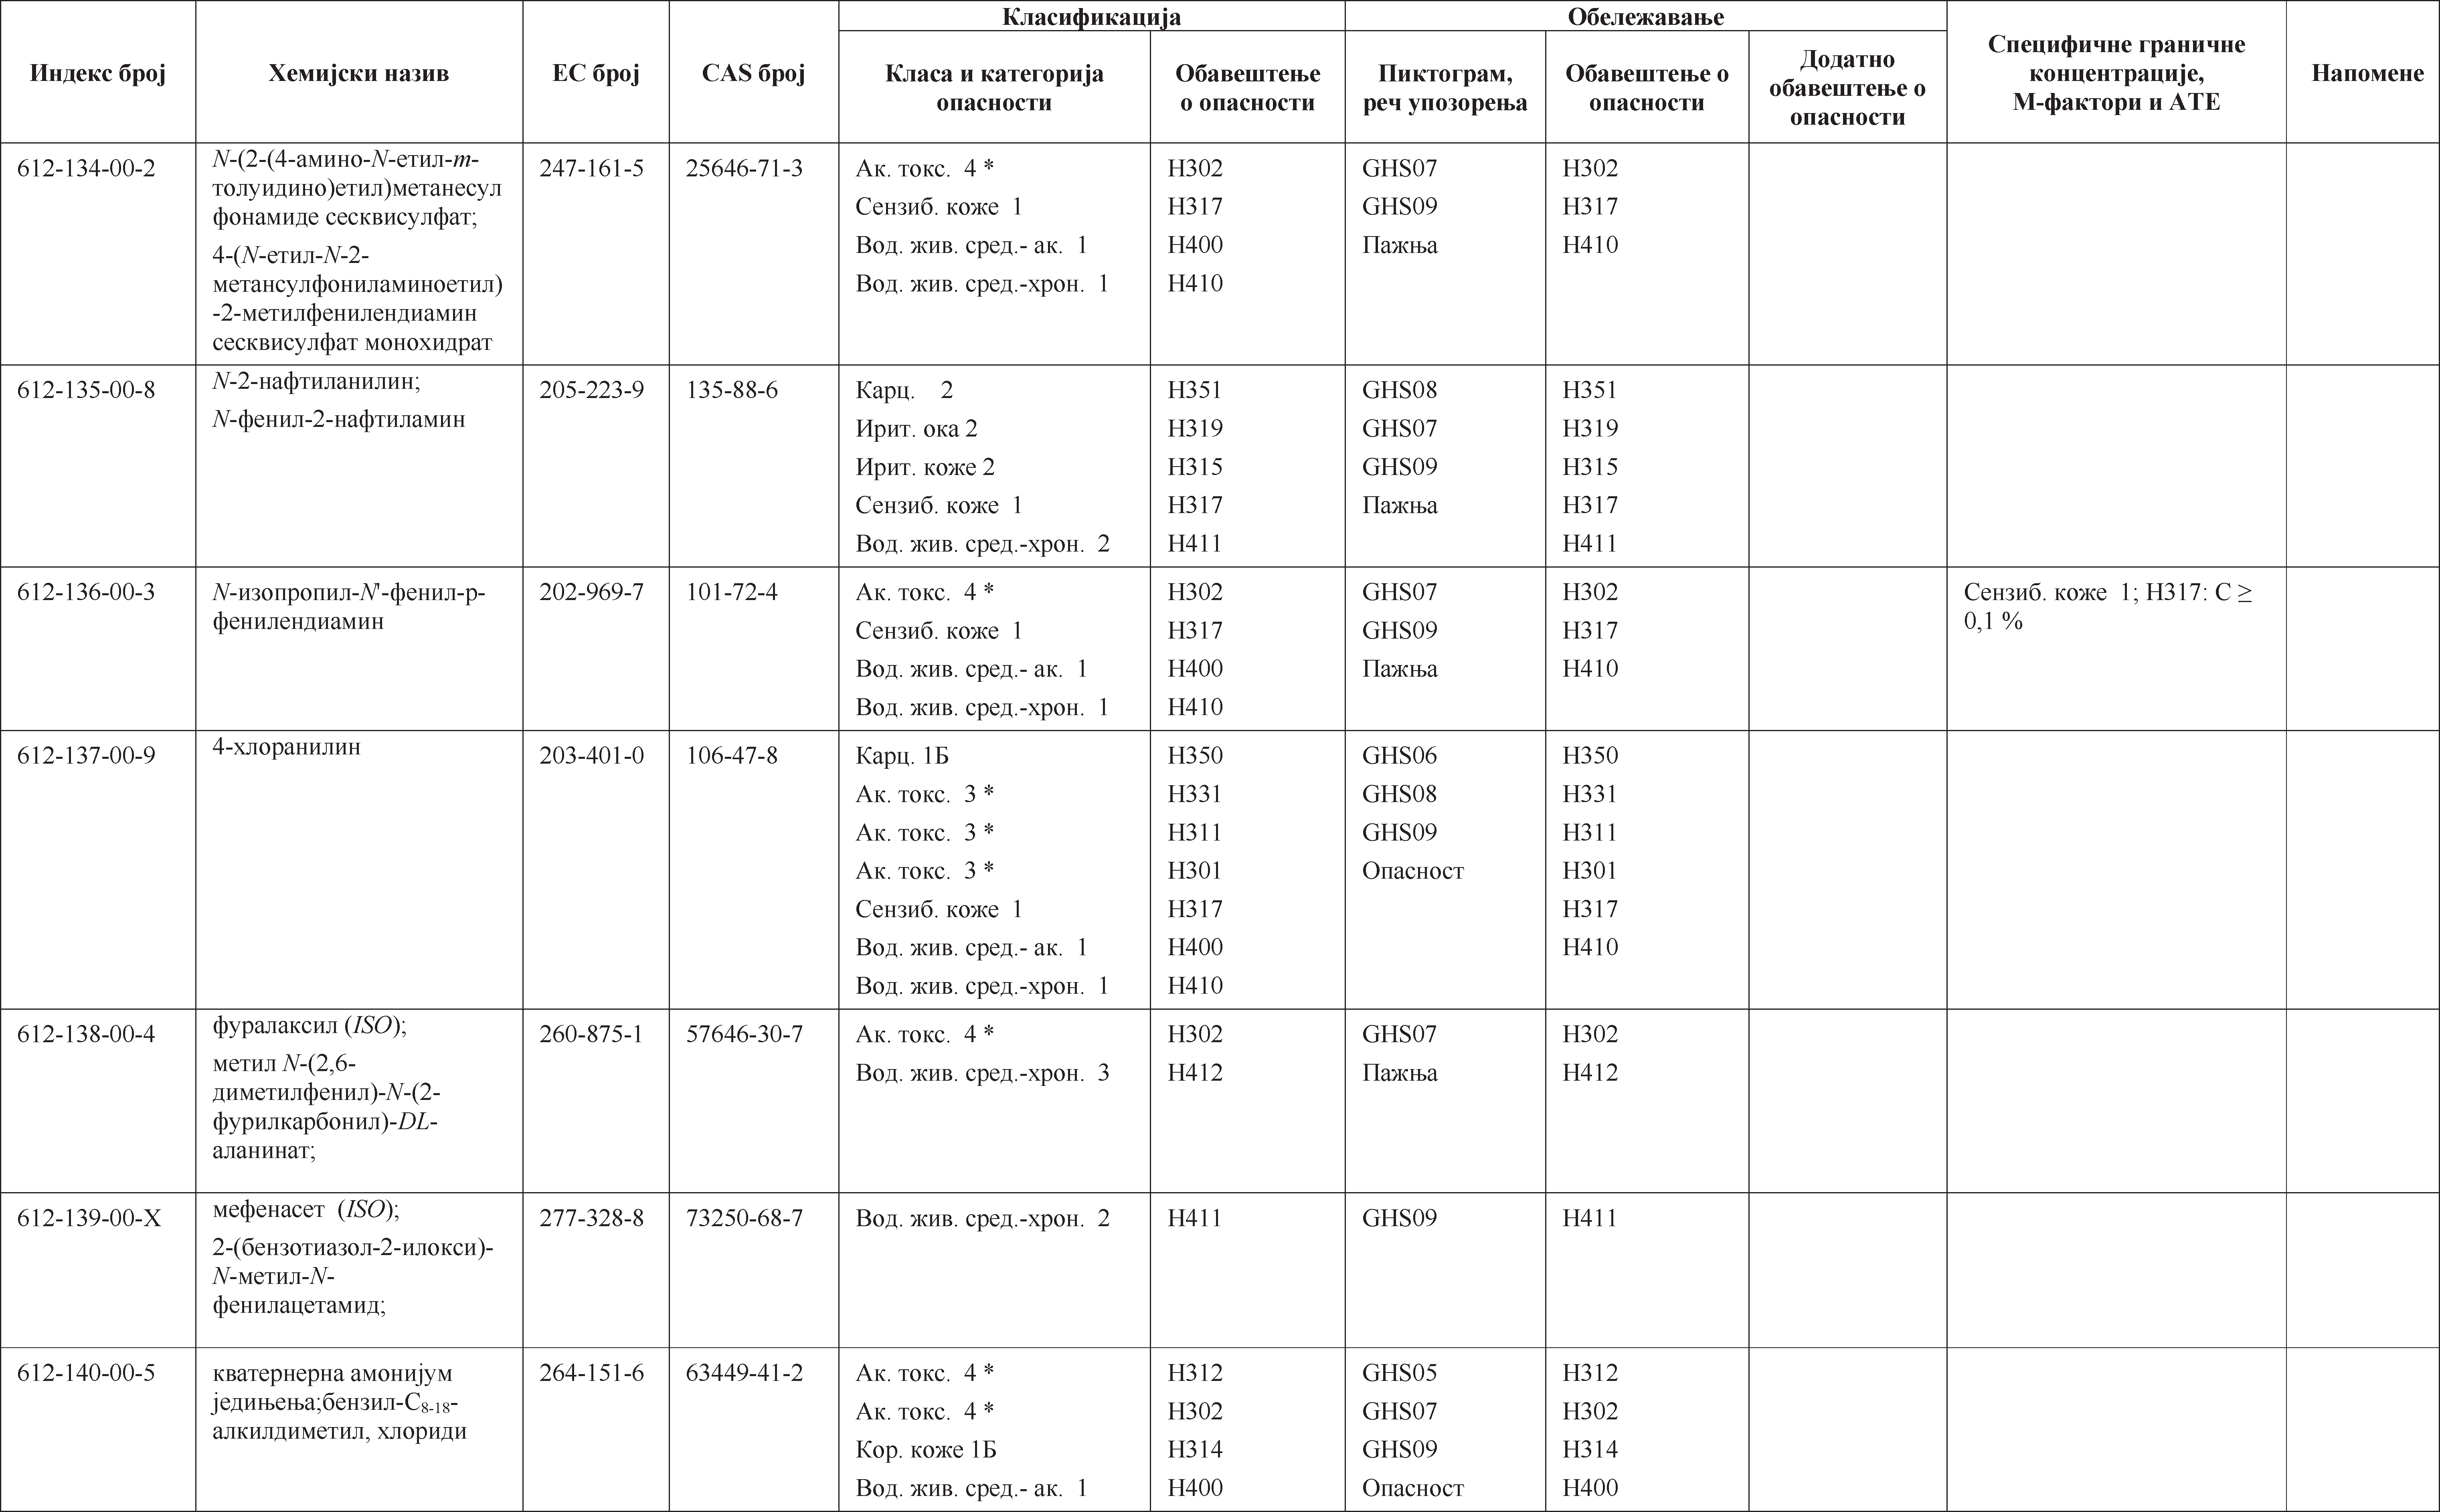 Класификација
Обележавање
Индекс број
Хемијски назив
ЕС број
CAS број
Класа и категорија
опасности
Обавештење
о опасности
Пиктограм,
реч упозорења
Обавештење о
опасности
Додатно
обавештење о
опасности
Специфичне граничне
концентрације,
М-фактори и АТЕ
Напомене
612-134-00-2
N-(2-(4-амино-N-етил-m-
толуидино)етил)метанесул
фонамиде сесквисулфат;
4-(N-етил-N-2-
метансулфониламиноетил)
-2-метилфенилендиамин
сесквисулфат монохидрат
247-161-5
25646-71-3
Ак. токс.  4 *
Сензиб. коже  1
Вод. жив. сред.- ак.  1
Вод. жив. сред.-хрон.  1
H302
H317
H400
H410
GHS07
GHS09
Пажња
H302
H317
H410
612-135-00-8
N-2-нафтиланилин;
N-фенил-2-нафтиламин
205-223-9
135-88-6
Карц.    2
Ирит. ока 2
Ирит. коже 2
Сензиб. коже  1
Вод. жив. сред.-хрон.  2
H351
H319
H315
H317
H411
GHS08
GHS07
GHS09
Пажња
H351
H319
H315
H317
H411
612-136-00-3
N-изопропил-N'-фенил-p-
фенилендиамин
202-969-7
101-72-4
Ак. токс.  4 *
Сензиб. коже  1
Вод. жив. сред.- ак.  1
Вод. жив. сред.-хрон.  1
H302
H317
H400
H410
GHS07
GHS09
Пажња
H302
H317
H410
Сензиб. коже  1; H317: C ≥
0,1 %
612-137-00-9
4-хлоранилин
203-401-0
106-47-8
Карц. 1Б
Ак. токс.  3 *
Ак. токс.  3 *
Ак. токс.  3 *
Сензиб. коже  1
Вод. жив. сред.- ак.  1
Вод. жив. сред.-хрон.  1
H350
H331
H311
H301
H317
H400
H410
GHS06
GHS08
GHS09
Опасност
H350
H331
H311
H301
H317
H410
612-138-00-4
фуралаксил (ISO);
метил N-(2,6-
диметилфенил)-N-(2-
фурилкарбонил)-DL-
аланинат;
260-875-1
57646-30-7
Ак. токс.  4 *
Вод. жив. сред.-хрон.  3
H302
H412
GHS07
Пажња
H302
H412
612-139-00-X
мефенасет  (ISO);
2-(бензотиазол-2-илокси)-
N-метил-N-
фенилацетамид;
277-328-8
73250-68-7
Вод. жив. сред.-хрон.  2
H411
GHS09
H411
612-140-00-5
кватернерна амонијум
једињења;бензил-C8-18-
алкилдиметил, хлориди
264-151-6
63449-41-2
Ак. токс.  4 *
Ак. токс.  4 *
Кор. коже 1Б
Вод. жив. сред.- ак.  1
H312
H302
H314
H400
GHS05
GHS07
GHS09
Опасност
H312
H302
H314
H400